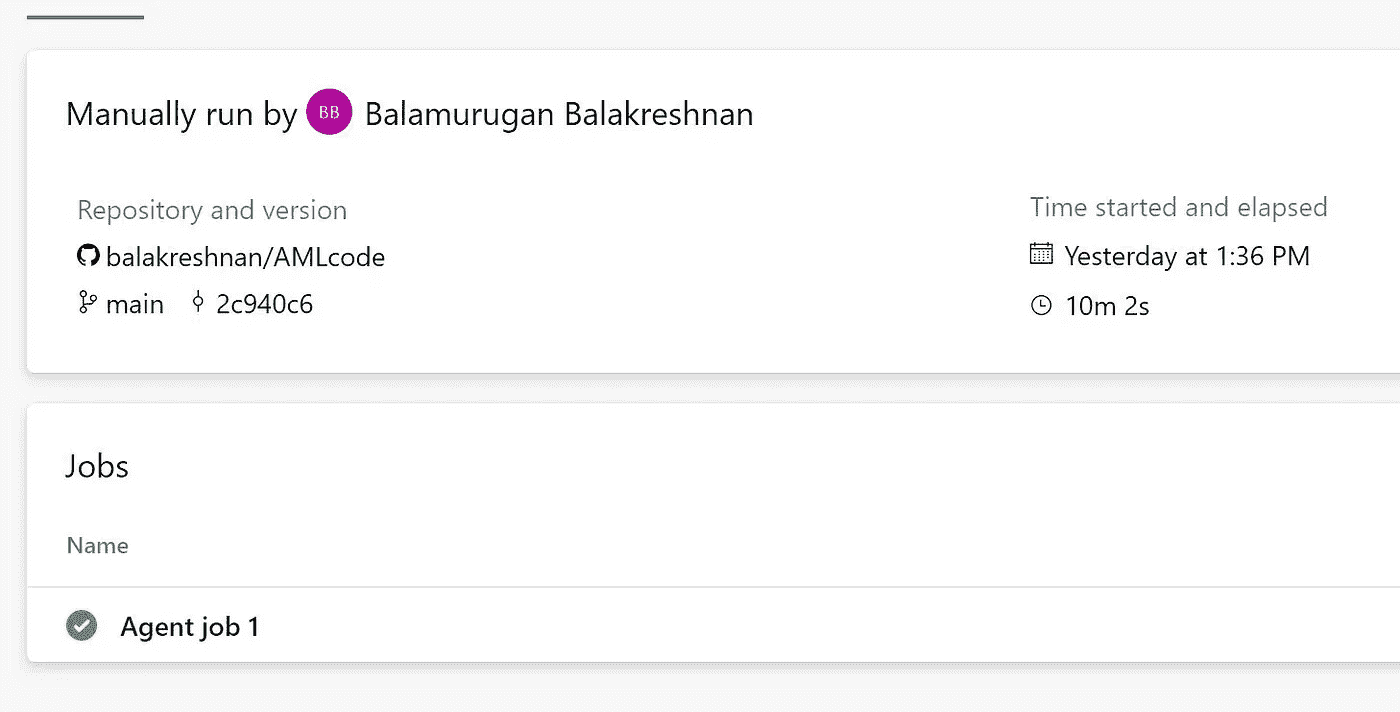 Manually run by BB Balamurugan Balakreshnan
Repository and version
balakreshnan/AMLcode
main 2c940c6
Time started and elapsed
Yesterday at 1:36 PM
10m 2s
Jobs
Name
Agent job 1